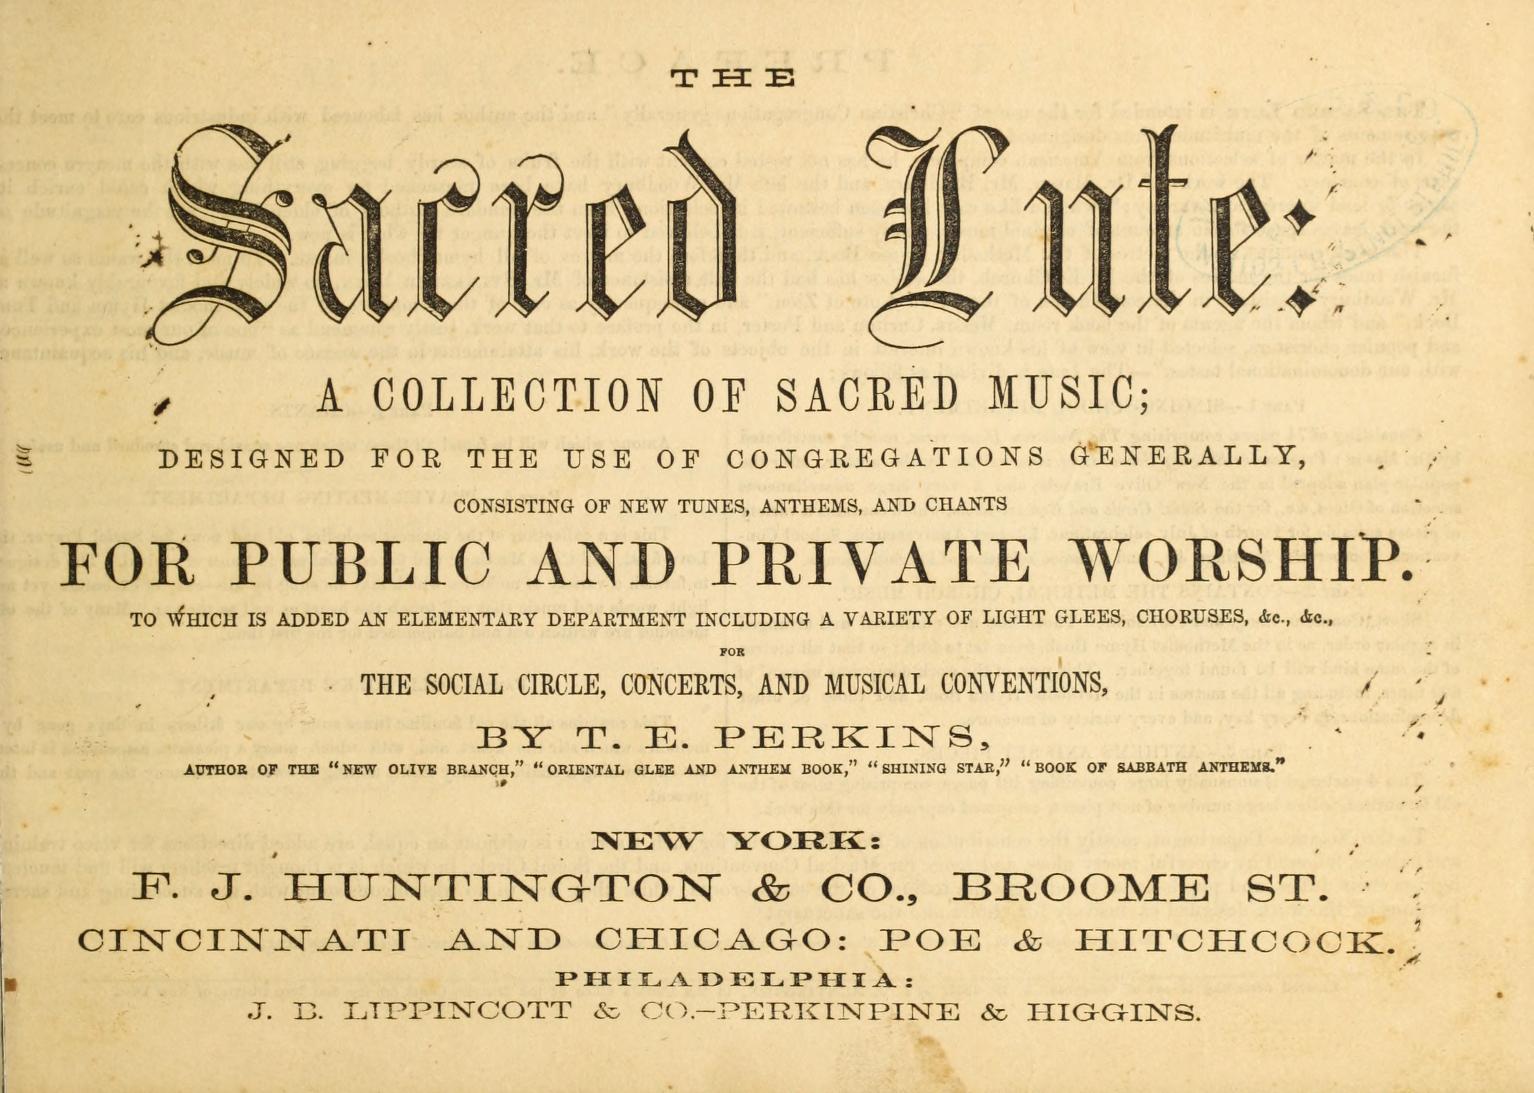 THE
Sacred Lute:
A COLLECTION OF SACRED MUSIC;
DESIGNED FOR THE USE OF CONGREGATIONS GENERALLY,
CONSISTING OF NEW TUNES, ANTHEMS, AND CHANTS
FOR PUBLIC AND PRIVATE WORSHIP.
TO WHICH IS ADDED AN ELEMENTARY DEPARTMENT INCLUDING A VARIETY OF LIGHT GLEES, CHORUSES, &c., &c.,
FOR
THE SOCIAL CIRCLE, CONCERTS, AND MUSICAL CONVENTIONS,
BY T. E. PERKINS,
AUTHOR OF THE "NEW OLIVE BRANCH," "ORIENTAL GLEE AND ANTHEM BOOK," "SHINING STAR," "BOOK OF SABBATH ANTHEMS."
NEW YORK:
F. J. HUNTINGTON & CO., BROOME ST.
CINCINNATI AND CHICAGO: POE & HITCHCOCK.
PHILADELPHIA:
J. B. LIPPINCOTT & CO.—PERKINPINE & HIGGINS.